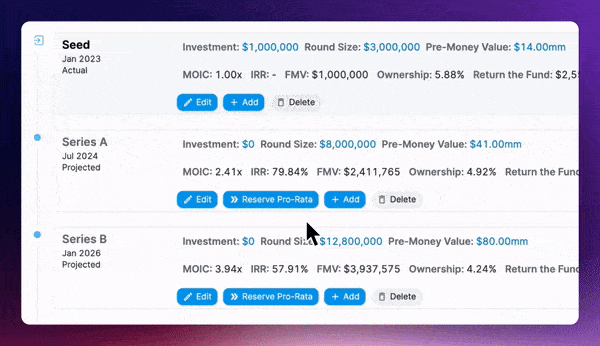 Seed
Jan 2023
Actual
Investment: $1,000,000 Round Size: $3,000,000 Pre-Money Value: $14.00mm
MOIC: 1.00x IRR: - FMV: $1,000,000 Ownership: 5.88% Return the Fund: $2,5
Edit Add Delete
Series A
Jul 2024
Projected
Investment: $0 Round Size: $8,000,000 Pre-Money Value: $41.00mm
MOIC: 2.41x IRR: 79.84% FMV: $2,411,765 Ownership: 4.92% Return the Fund
Edit Reserve Pro-Rata + Add Delete
Series B
Jan 2026
Projected
Investment: $0 Round Size: $12,800,000 Pre-Money Value: $80.00mm
MOIC: 3.94x IRR: 57.91% FMV: $3,937,575 Ownership: 4.24% Return the Fund
Edit Reserve Pro-Rata + Add Delete